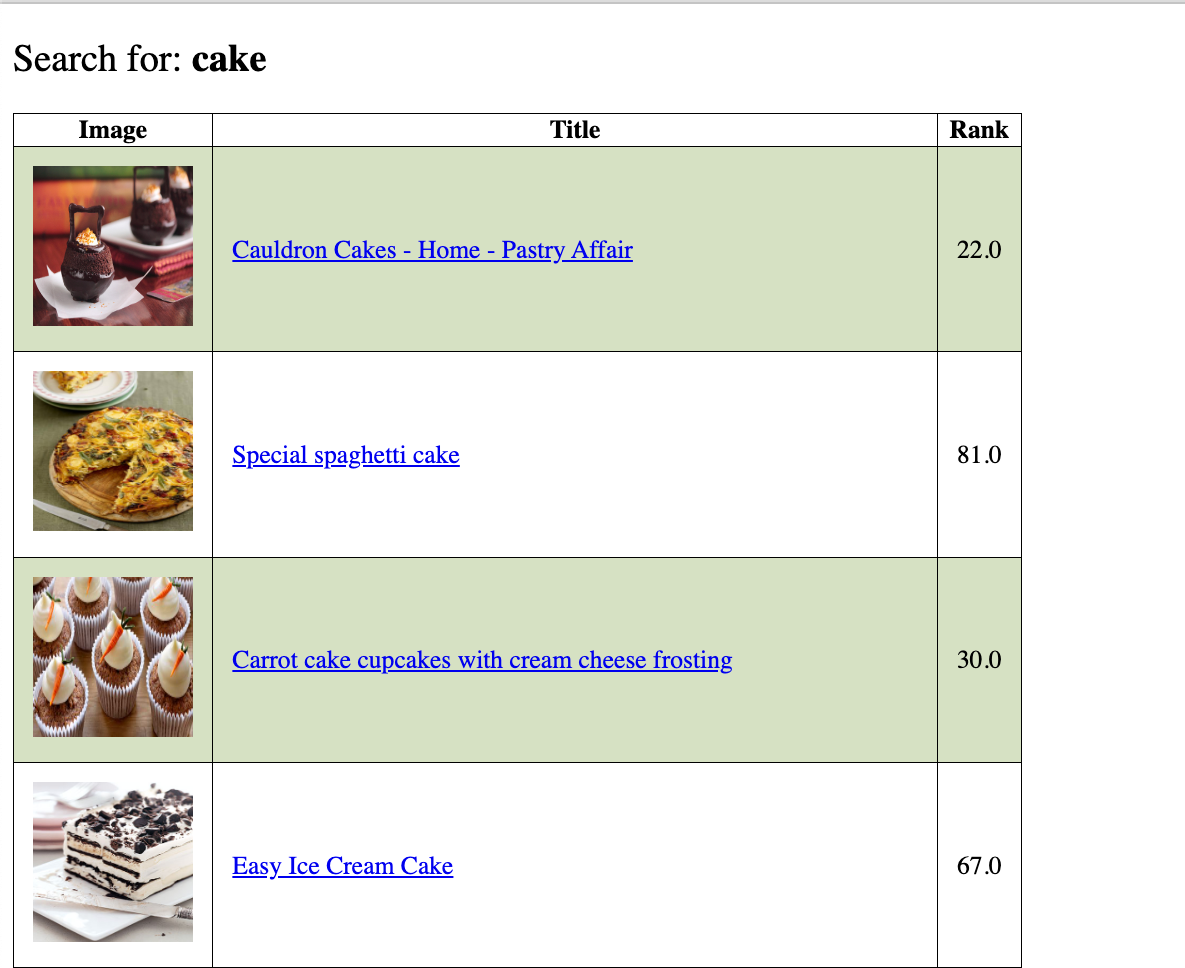 Search for: cake
Image Title Rank
Cauldron Cakes - Home - Pastry Affair 22.0
Special spaghetti cake 81.0
Carrot cake cupcakes with cream cheese frosting 30.0
Easy Ice Cream Cake 67.0